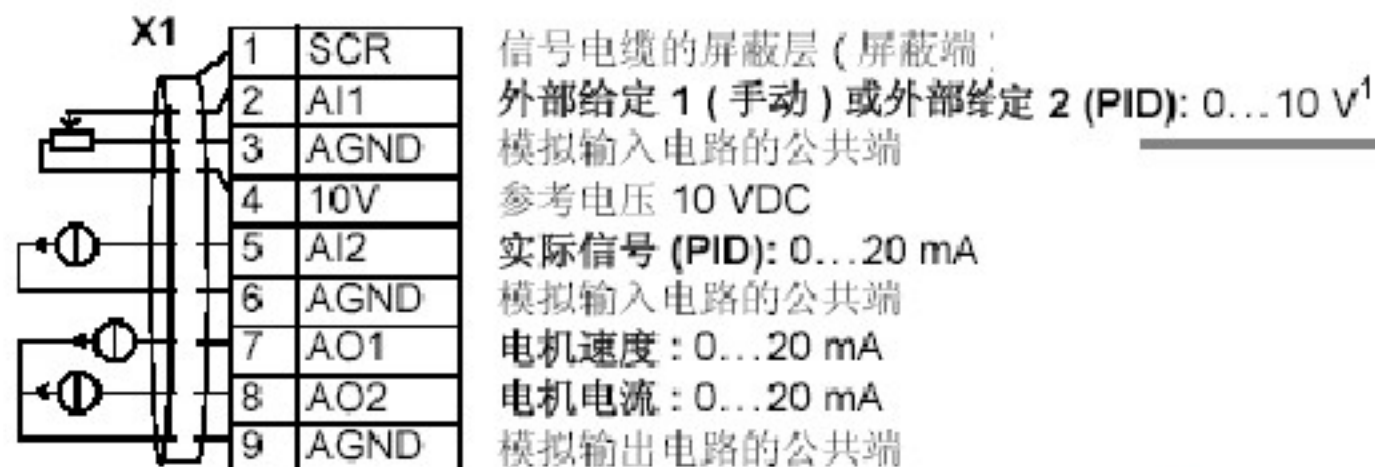 X1
1 SCR 信号电缆的屏蔽层 ( 屏蔽端 )
2 AI1 外部给定 1 ( 手动 ) 或外部给定 2 (PID): 0…10 V1
3 AGND 模拟输入电路的公共端
4 10V 参考电压 10 VDC
5 AI2 实际信号 (PID): 0…20 mA
6 AGND 模拟输入电路的公共端
7 AO1 电机速度 : 0…20 mA
8 AO2 电机电流 : 0…20 mA
9 AGND 模拟输出电路的公共端